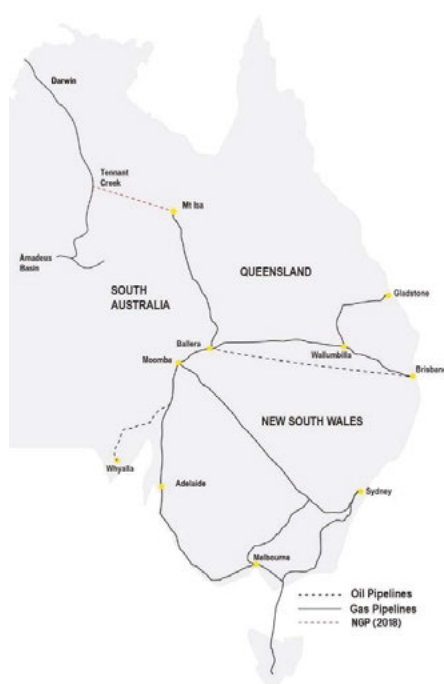 Darwin
Tennant
Creek
Mt Isa
Amadeus
Basin
QUEENSLAND
SOUTH
AUSTRALIA
Gladstone
Ballera
Wallumbilla
Moomba
Brisbane
NEW SOUTH WALES
Whyalla
Adelaide
Sydney
Melbourne
Oil Pipelines
Gas Pipelines
NGP (2018)